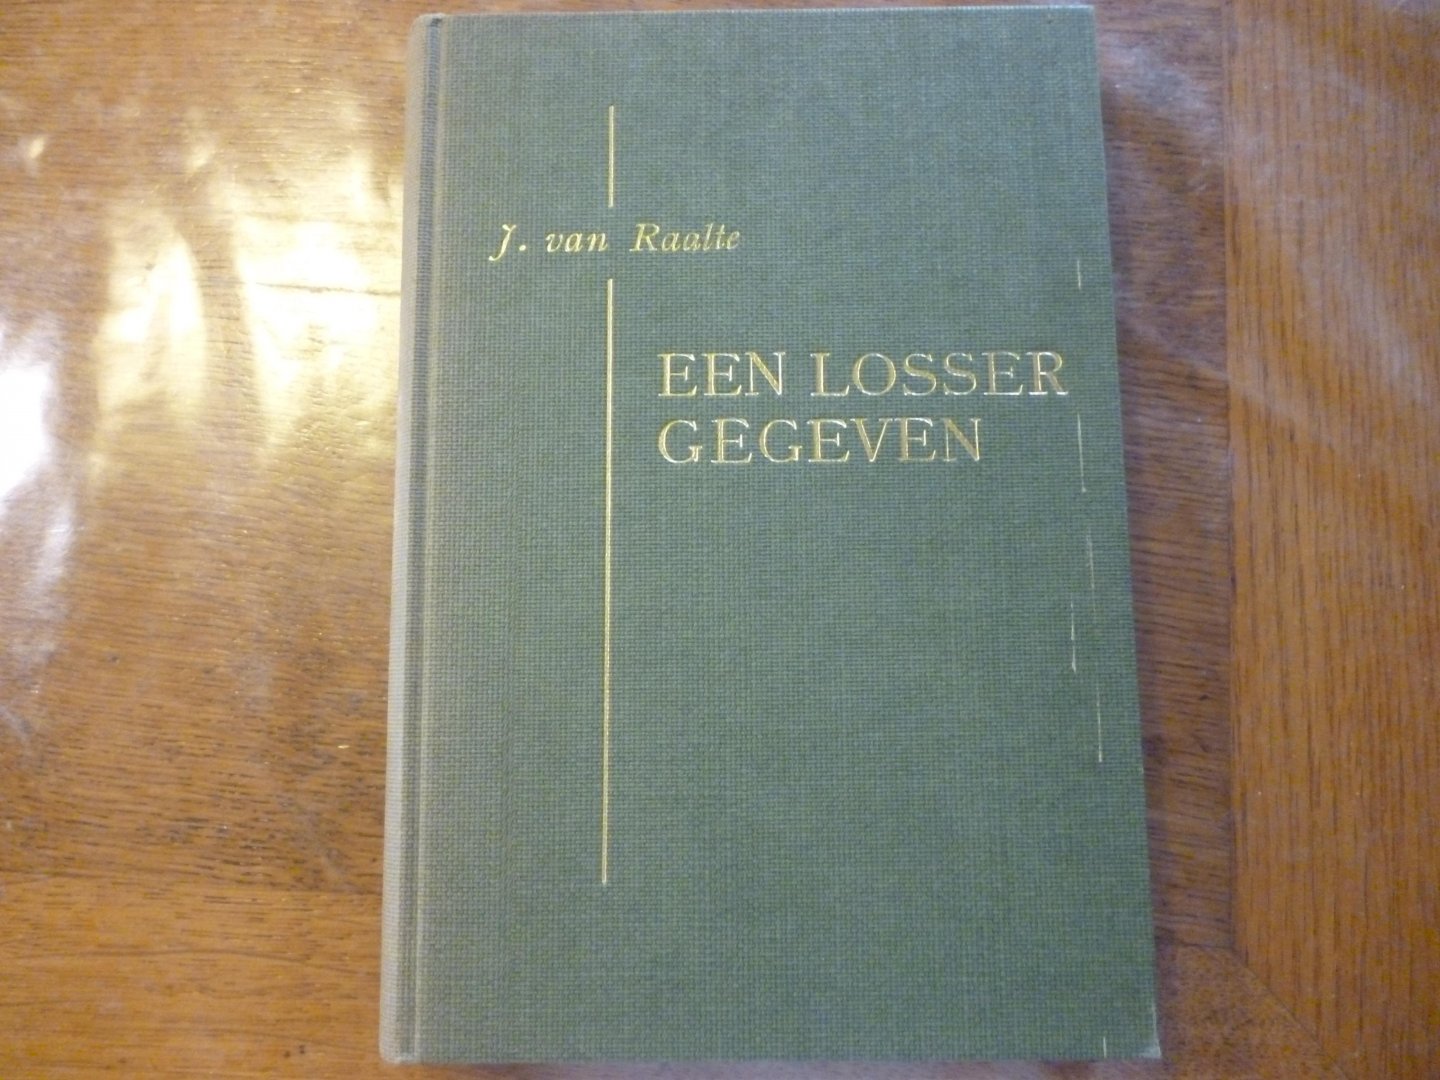 J. van Raalte
EEN LOSSER
GEGEVEN